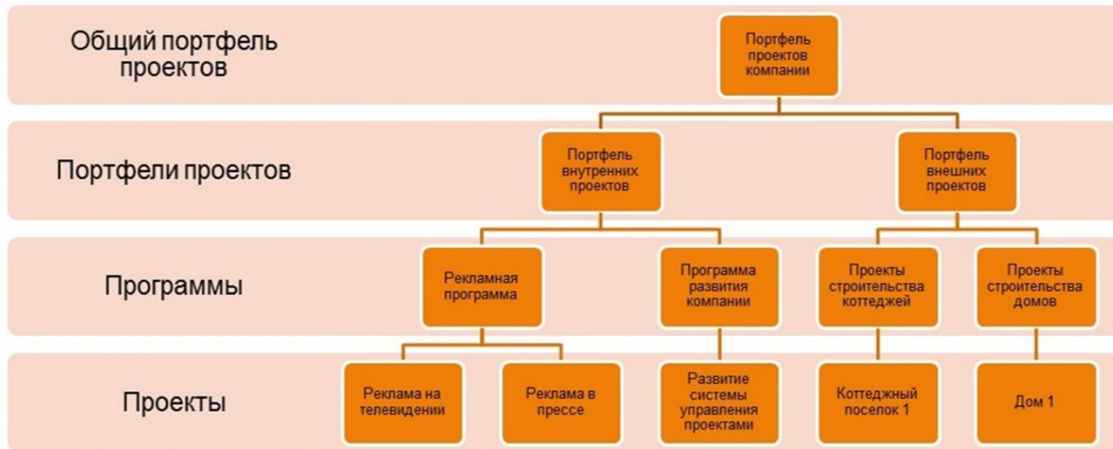 Общий портфель
проектов
Портфель
проектов
компании
Портфели проектов
Портфель
внутренних
проектов
Портфель
внешних
проектов
Программы
Рекламная
программа
Программа
развития
компании
Проекты
строительства
коттеджей
Проекты
строительства
домов
Проекты
Реклама на
телевидении
Реклама в
прессе
Развитие
системы
управления
проектами
Коттеджный
поселок 1
Дом 1